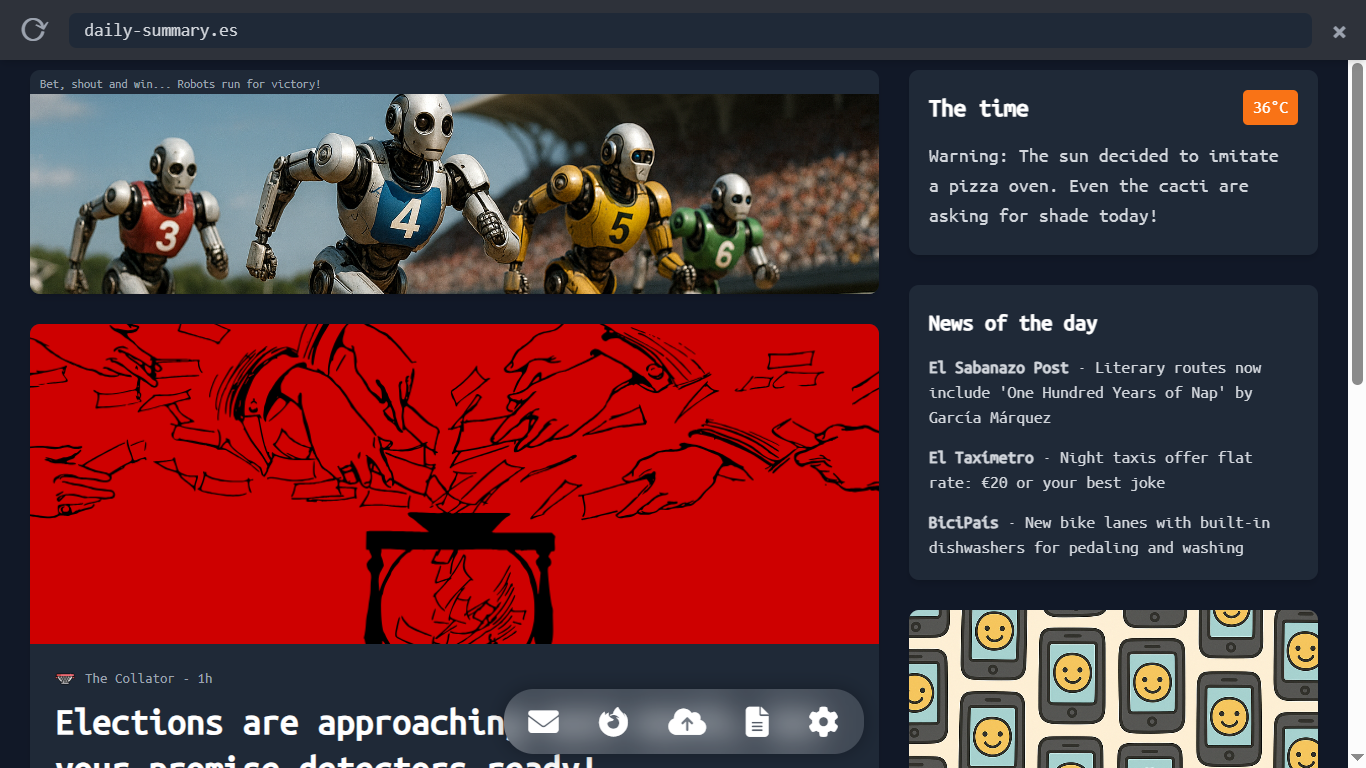 daily-summary.es
Bet, shout and win... Robots run for victory!
3
4
5
6
The Collator - 1h
Elections are approaching
your promise detectors ready!
The time
36°C
Warning: The sun decided to imitate
a pizza oven. Even the cacti are
asking for shade today!
News of the day
El Sabanazo Post - Literary routes now
include 'One Hundred Years of Nap' by
García Márquez
El Taxímetro - Night taxis offer flat
rate: €20 or your best joke
BiciPaís - New bike lanes with built-in
dishwashers for pedaling and washing